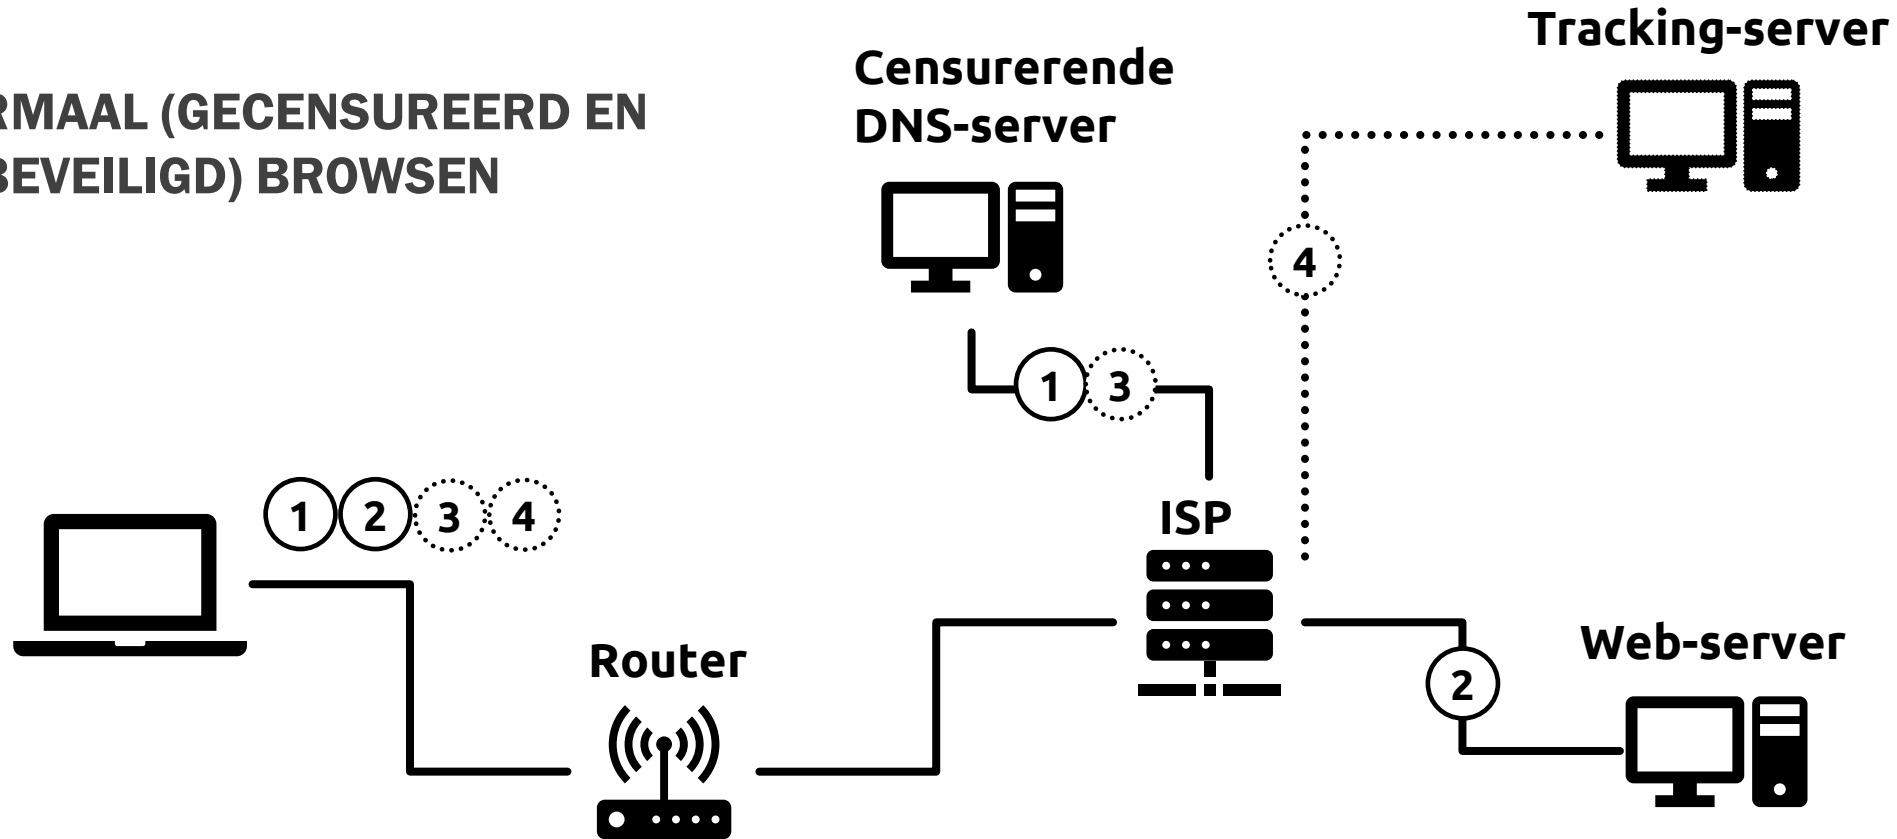 Tracking-server
Censurerende
DNS-server
RMAAL (GECENSUREERD EN
BEVEILIGD) BROWSEN
4
1 3
1 2 3 4
ISP
Router
Web-server
2